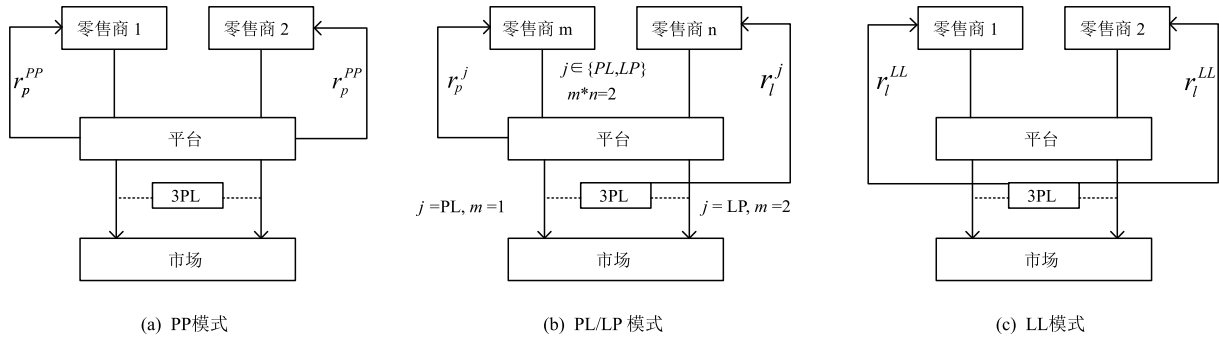 零售商 1
零售商 2
r_p^{PP}
r_p^{PP}
平台
3PL
市场
(a) PP模式
零售商 m
零售商 n
j∈{PL,LP}
m*n=2
r_p^j
r_l^j
平台
3PL
j =PL, m =1
j = LP, m =2
市场
(b) PL/LP 模式
零售商 1
零售商 2
r_l^{LL}
r_l^{LL}
平台
3PL
市场
(c) LL模式